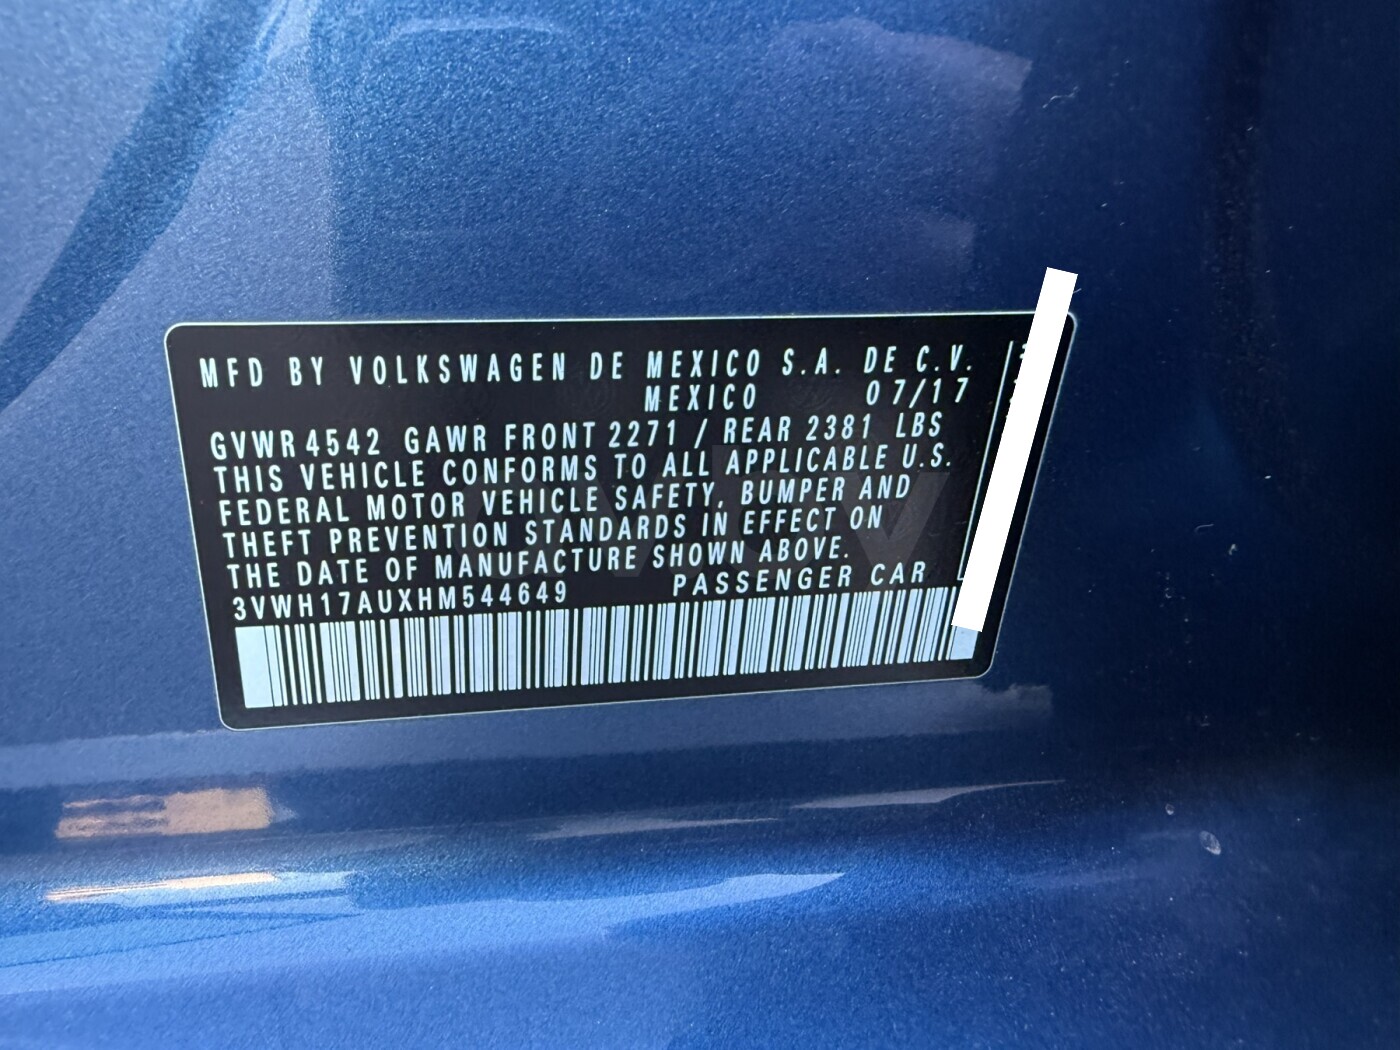 MFD BY VOLKSWAGEN DE MEXICO S.A. DE C.V.
MEXICO 07/17
GVWR 4542 GAWR FRONT 2271 / REAR 2381 LBS
THIS VEHICLE CONFORMS TO ALL APPLICABLE U.S.
FEDERAL MOTOR VEHICLE SAFETY, BUMPER AND
THEFT PREVENTION STANDARDS IN EFFECT ON
THE DATE OF MANUFACTURE SHOWN ABOVE.
3VWH17AUXHM544649 PASSENGER CAR